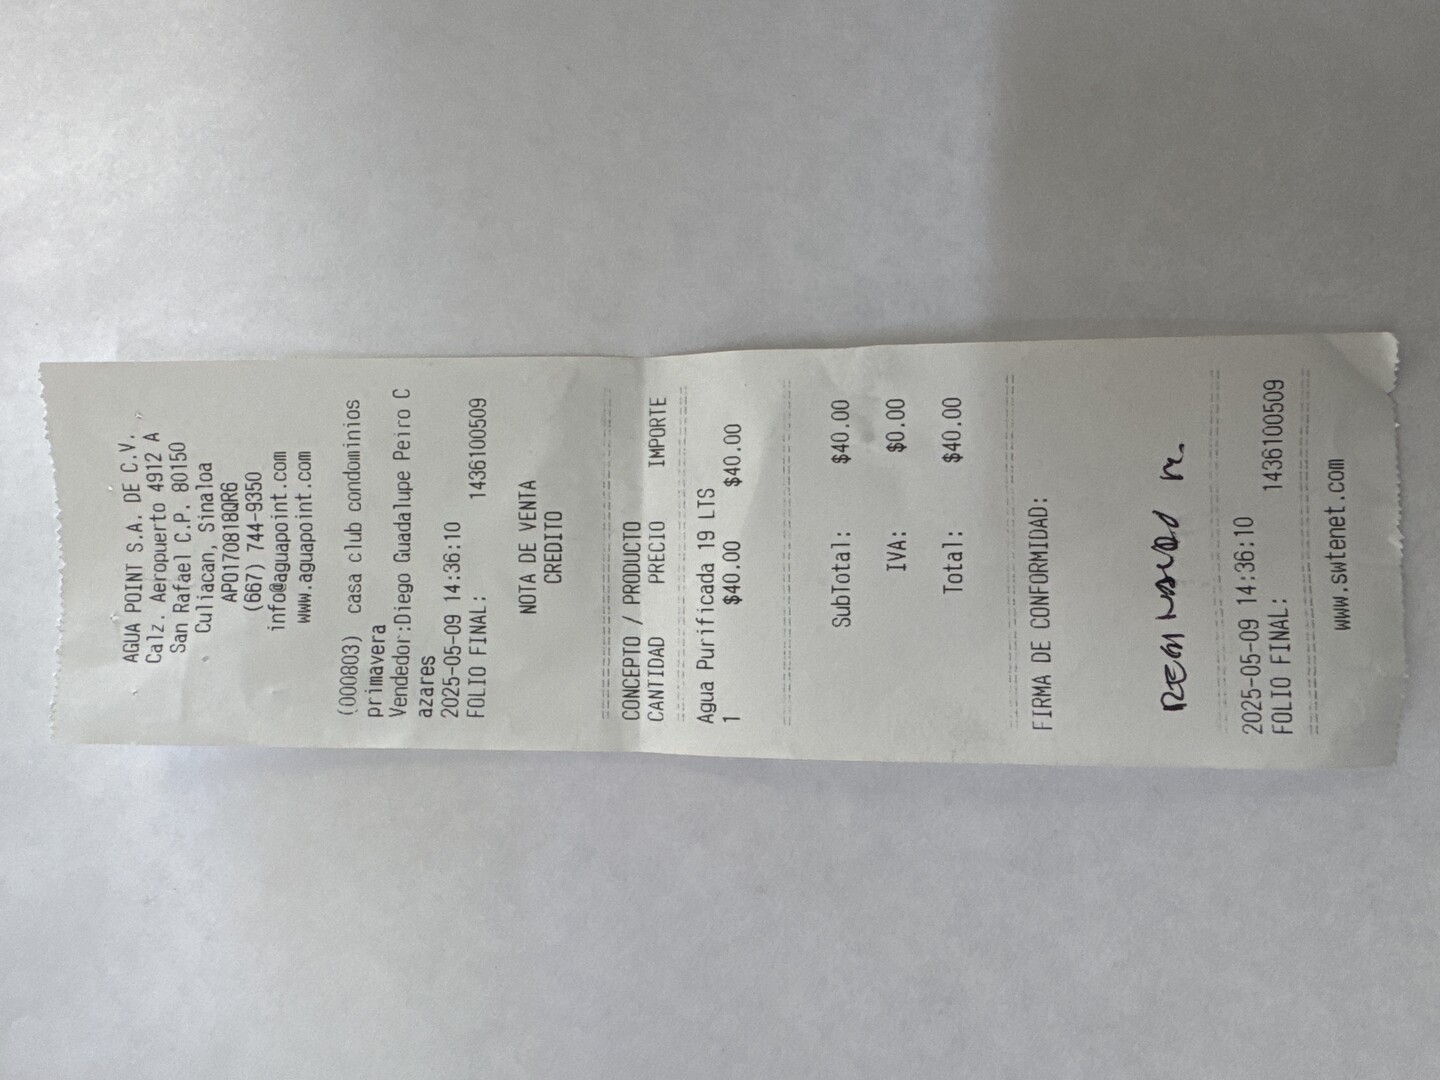 AGUA POINT S.A. DE C.V.
Calz. Aeropuerto 4912 A
San Rafael C.P. 80150
Culiacan, Sinaloa
APO170818QR6
(667) 744-9350
info@aguapoint.com
www.aguapoint.com
(000803) casa club condominios
primavera
Vendedor:Diego Guadalupe Peiro C
azares
2025-05-09 14:36:10
FOLIO FINAL: 1436100509
NOTA DE VENTA
CREDITO
CONCEPTO / PRODUCTO
CANTIDAD PRECIO IMPORTE
Agua Purificada 19 LTS
1 $40.00 $40.00
SubTotal: $40.00
IVA: $0.00
Total: $40.00
FIRMA DE CONFORMIDAD:
2025-05-09 14:36:10
FOLIO FINAL: 1436100509
www.swtenet.com